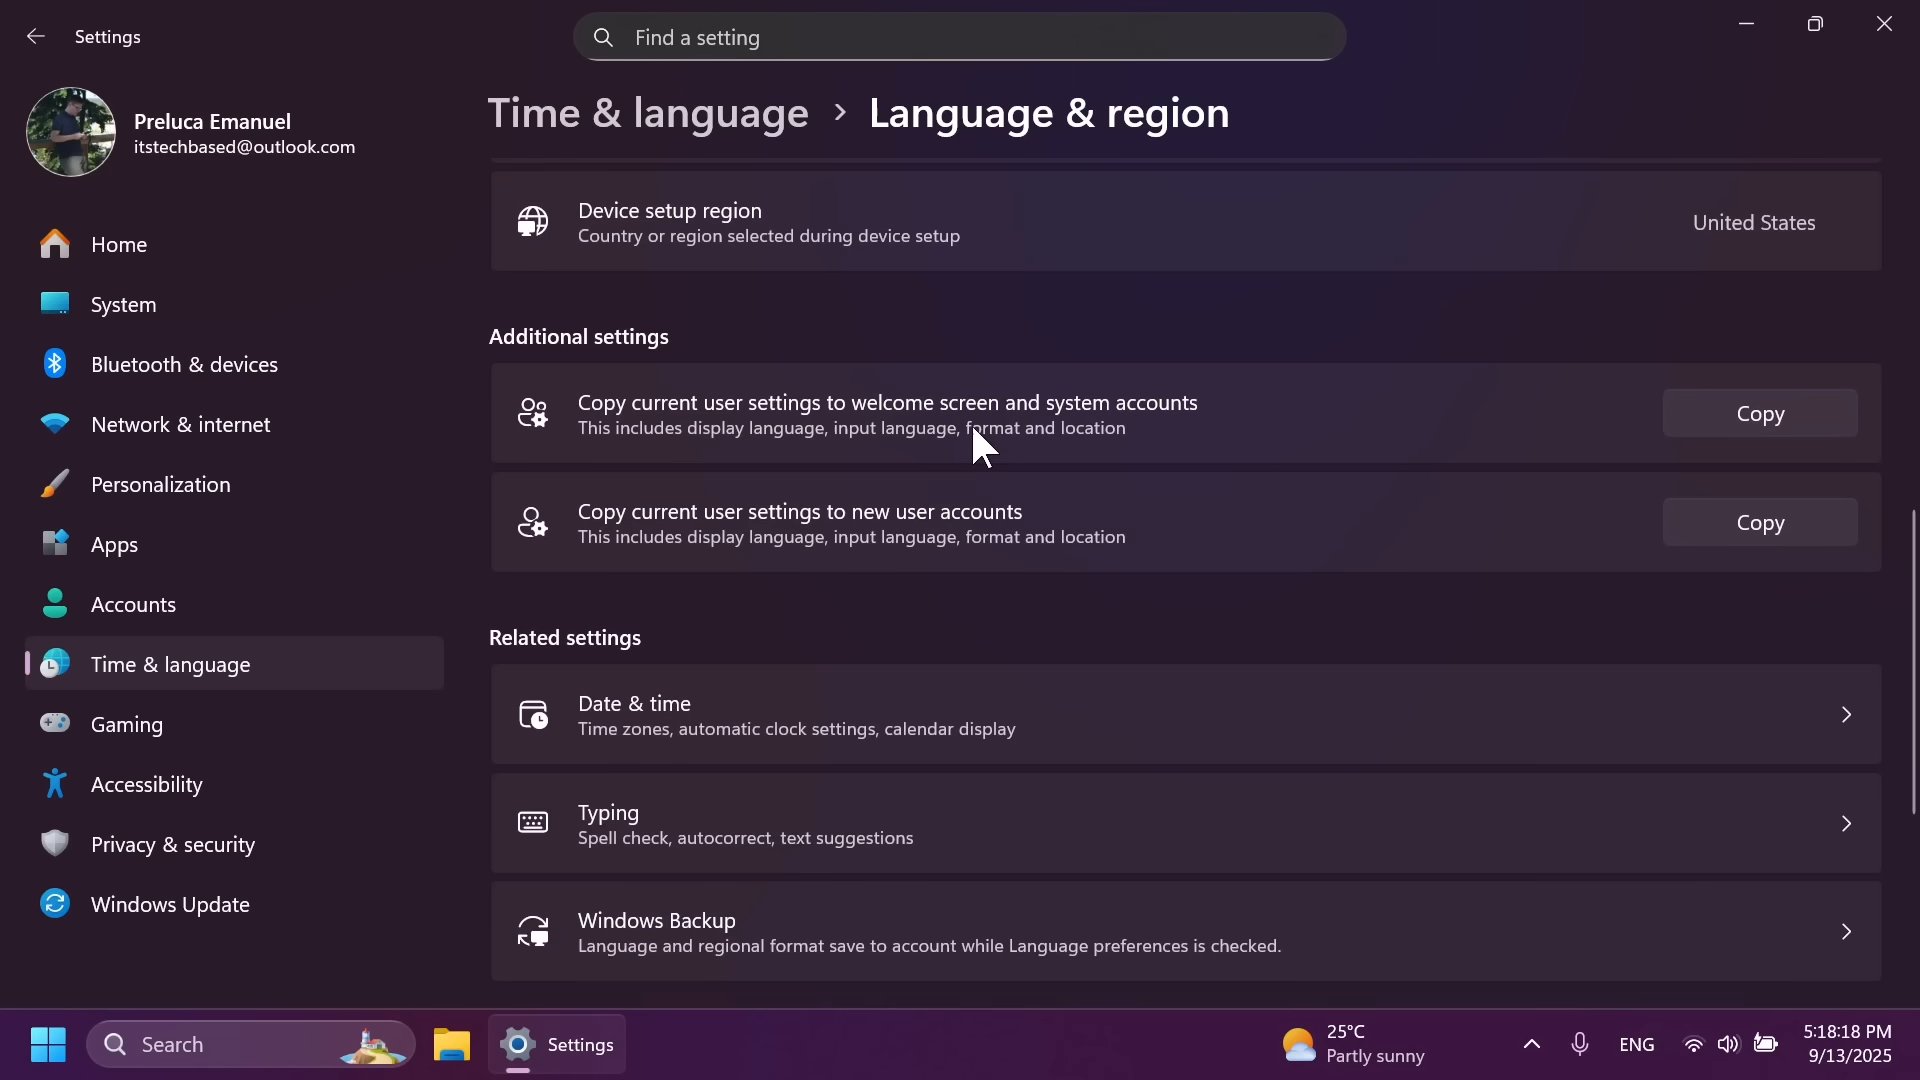 Settings
Find a setting
Preluca Emanuel
itstechbased@outlook.com
Home
System
Bluetooth & devices
Network & internet
Personalization
Apps
Accounts
Time & language
Gaming
Accessibility
Privacy & security
Windows Update
Time & language > Language & region
Device setup region
Country or region selected during device setup
United States
Additional settings
Copy current user settings to welcome screen and system accounts
This includes display language, input language, format and location
Copy
Copy current user settings to new user accounts
This includes display language, input language, format and location
Copy
Related settings
Date & time
Time zones, automatic clock settings, calendar display
Typing
Spell check, autocorrect, text suggestions
Windows Backup
Language and regional format save to account while Language preferences is checked.
Search
Settings
25°C
Partly sunny
ENG
5:18:18 PM
9/13/2025